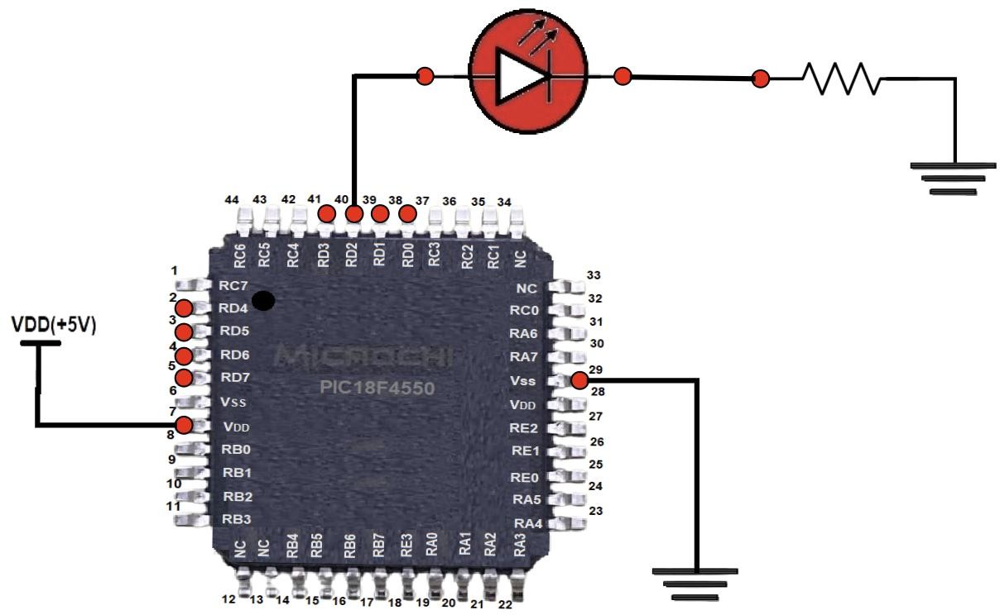 44 43 42 41 40 39 38 37 36 35 34
RC6 RC5 RC4 RD3 RD2 RD1 RD0 RC3 RC2 RC1 NC
VDD(+5V)
1 RC7
2 RD4
3 RD5
4 RD6
5 RD7
6 Vss
7 VDD
8 RB0
9 RB1
10 RB2
11 RB3
MICROCHI
PIC18F4550
NC 33
RC0 32
RA6 31
RA7 30
Vss 29
VDD 28
RE2 27
RE1 26
RE0 25
RA5 24
RA4 23
NC NC RB4 RB5 RB6 RB7 RE3 RA0 RA1 RA2 RA3
12 13 14 15 16 17 18 19 20 21 22